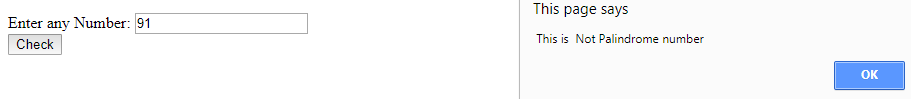 Enter any Number: 91
Check
This page says
This is  Not Palindrome number
OK